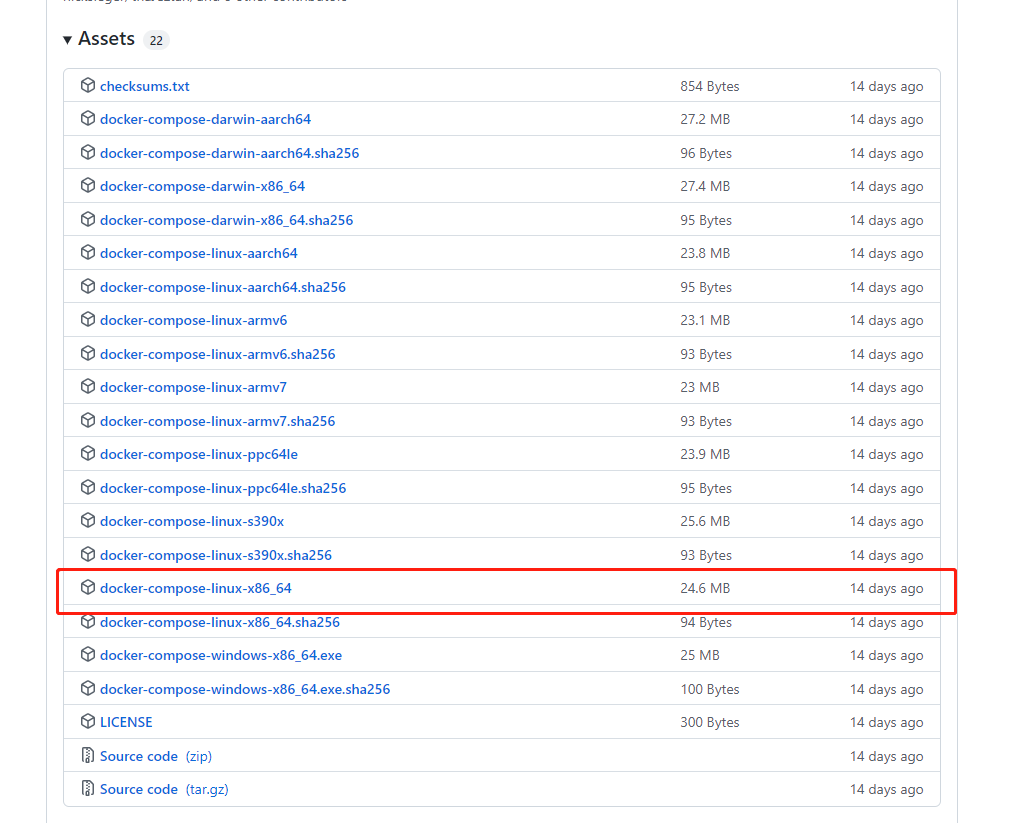 Assets 22
checksums.txt 854 Bytes 14 days ago
docker-compose-darwin-aarch64 27.2 MB 14 days ago
docker-compose-darwin-aarch64.sha256 96 Bytes 14 days ago
docker-compose-darwin-x86_64 27.4 MB 14 days ago
docker-compose-darwin-x86_64.sha256 95 Bytes 14 days ago
docker-compose-linux-aarch64 23.8 MB 14 days ago
docker-compose-linux-aarch64.sha256 95 Bytes 14 days ago
docker-compose-linux-armv6 23.1 MB 14 days ago
docker-compose-linux-armv6.sha256 93 Bytes 14 days ago
docker-compose-linux-armv7 23 MB 14 days ago
docker-compose-linux-armv7.sha256 93 Bytes 14 days ago
docker-compose-linux-ppc64le 23.9 MB 14 days ago
docker-compose-linux-ppc64le.sha256 95 Bytes 14 days ago
docker-compose-linux-s390x 25.6 MB 14 days ago
docker-compose-linux-s390x.sha256 93 Bytes 14 days ago
docker-compose-linux-x86_64 24.6 MB 14 days ago
docker-compose-linux-x86_64.sha256 94 Bytes 14 days ago
docker-compose-windows-x86_64.exe 25 MB 14 days ago
docker-compose-windows-x86_64.exe.sha256 100 Bytes 14 days ago
LICENSE 300 Bytes 14 days ago
Source code (zip) 14 days ago
Source code (tar.gz) 14 days ago